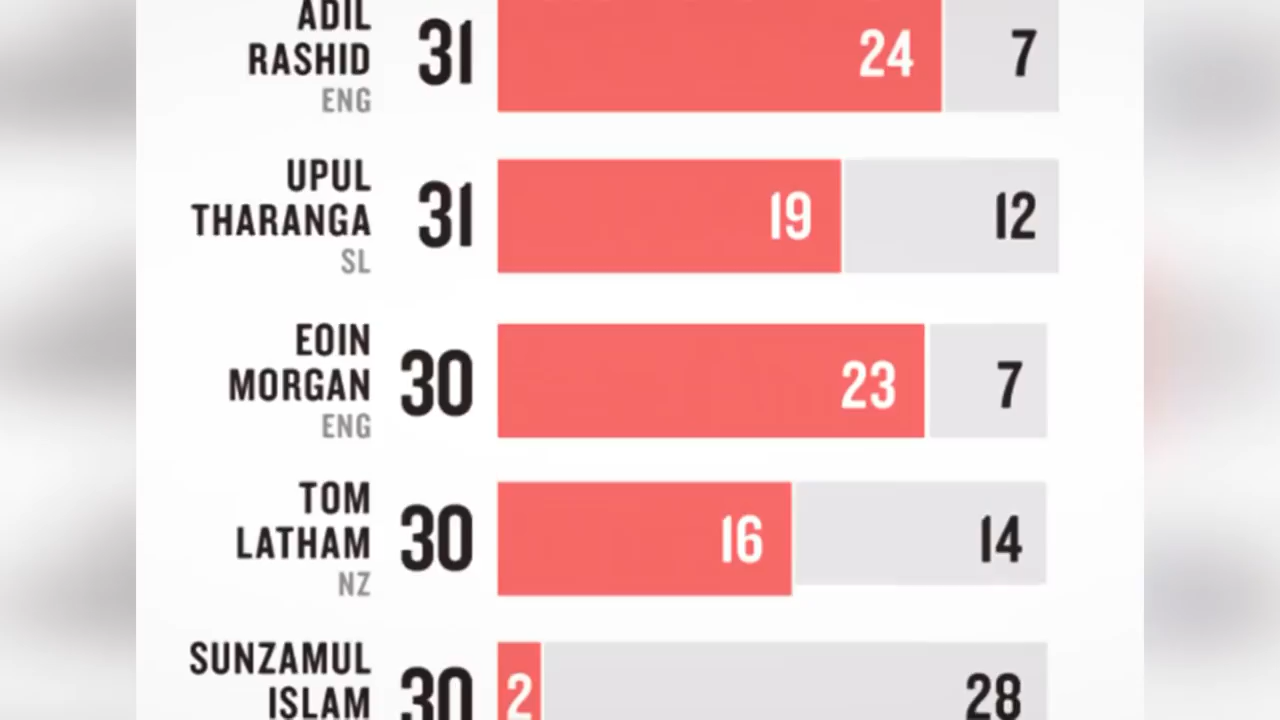 ADIL
RASHID
ENG
31
24
7
UPUL
THARANGA
SL
31
19
12
EOIN
MORGAN
ENG
30
23
7
TOM
LATHAM
NZ
30
16
14
SUNZAMUL
ISLAM
30
2
28